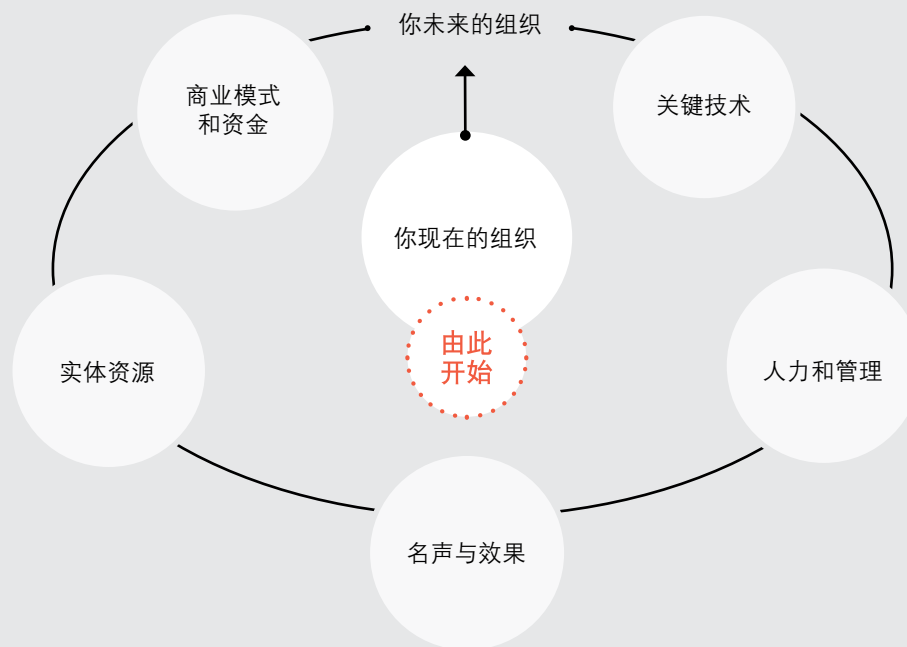 你未来的组织
商业模式
和资金
关键技术
你现在的组织
由此
开始
实体资源
人力和管理
名声与效果